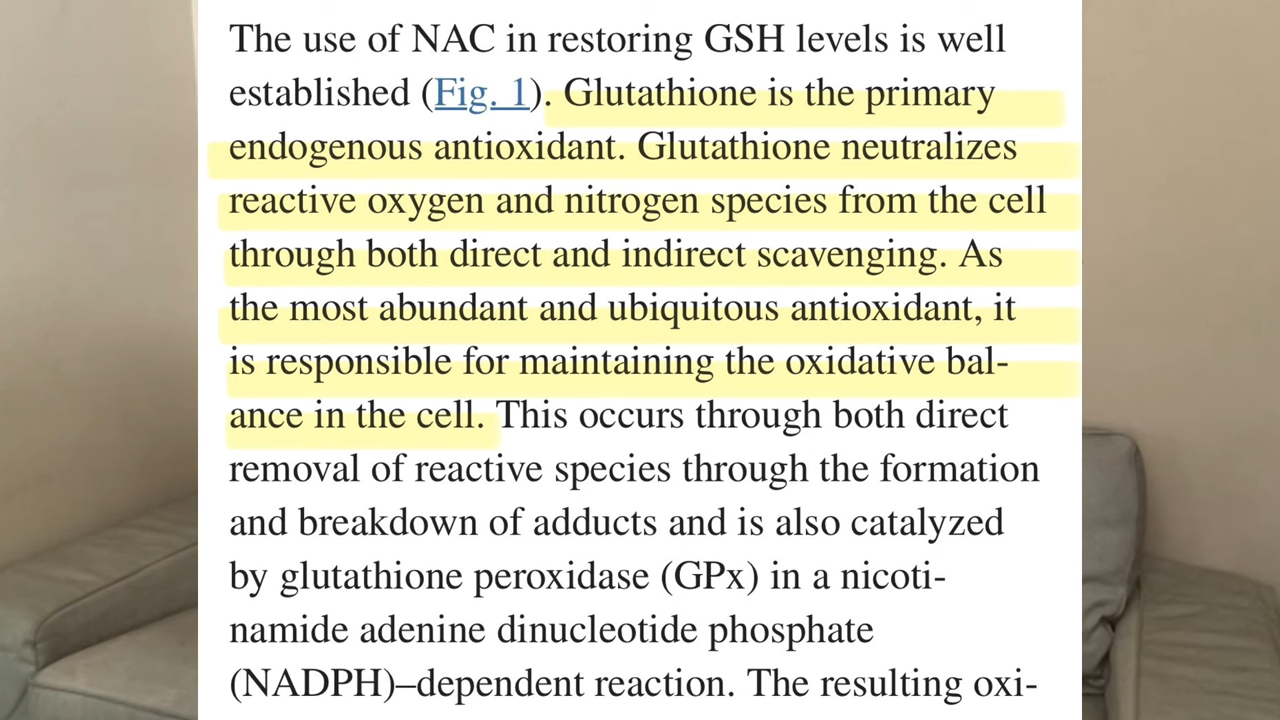 The use of NAC in restoring GSH levels is well
established (Fig. 1). Glutathione is the primary
endogenous antioxidant. Glutathione neutralizes
reactive oxygen and nitrogen species from the cell
through both direct and indirect scavenging. As
the most abundant and ubiquitous antioxidant, it
is responsible for maintaining the oxidative bal-
ance in the cell. This occurs through both direct
removal of reactive species through the formation
and breakdown of adducts and is also catalyzed
by glutathione peroxidase (GPx) in a nicoti-
namide adenine dinucleotide phosphate
(NADPH)–dependent reaction. The resulting oxi-